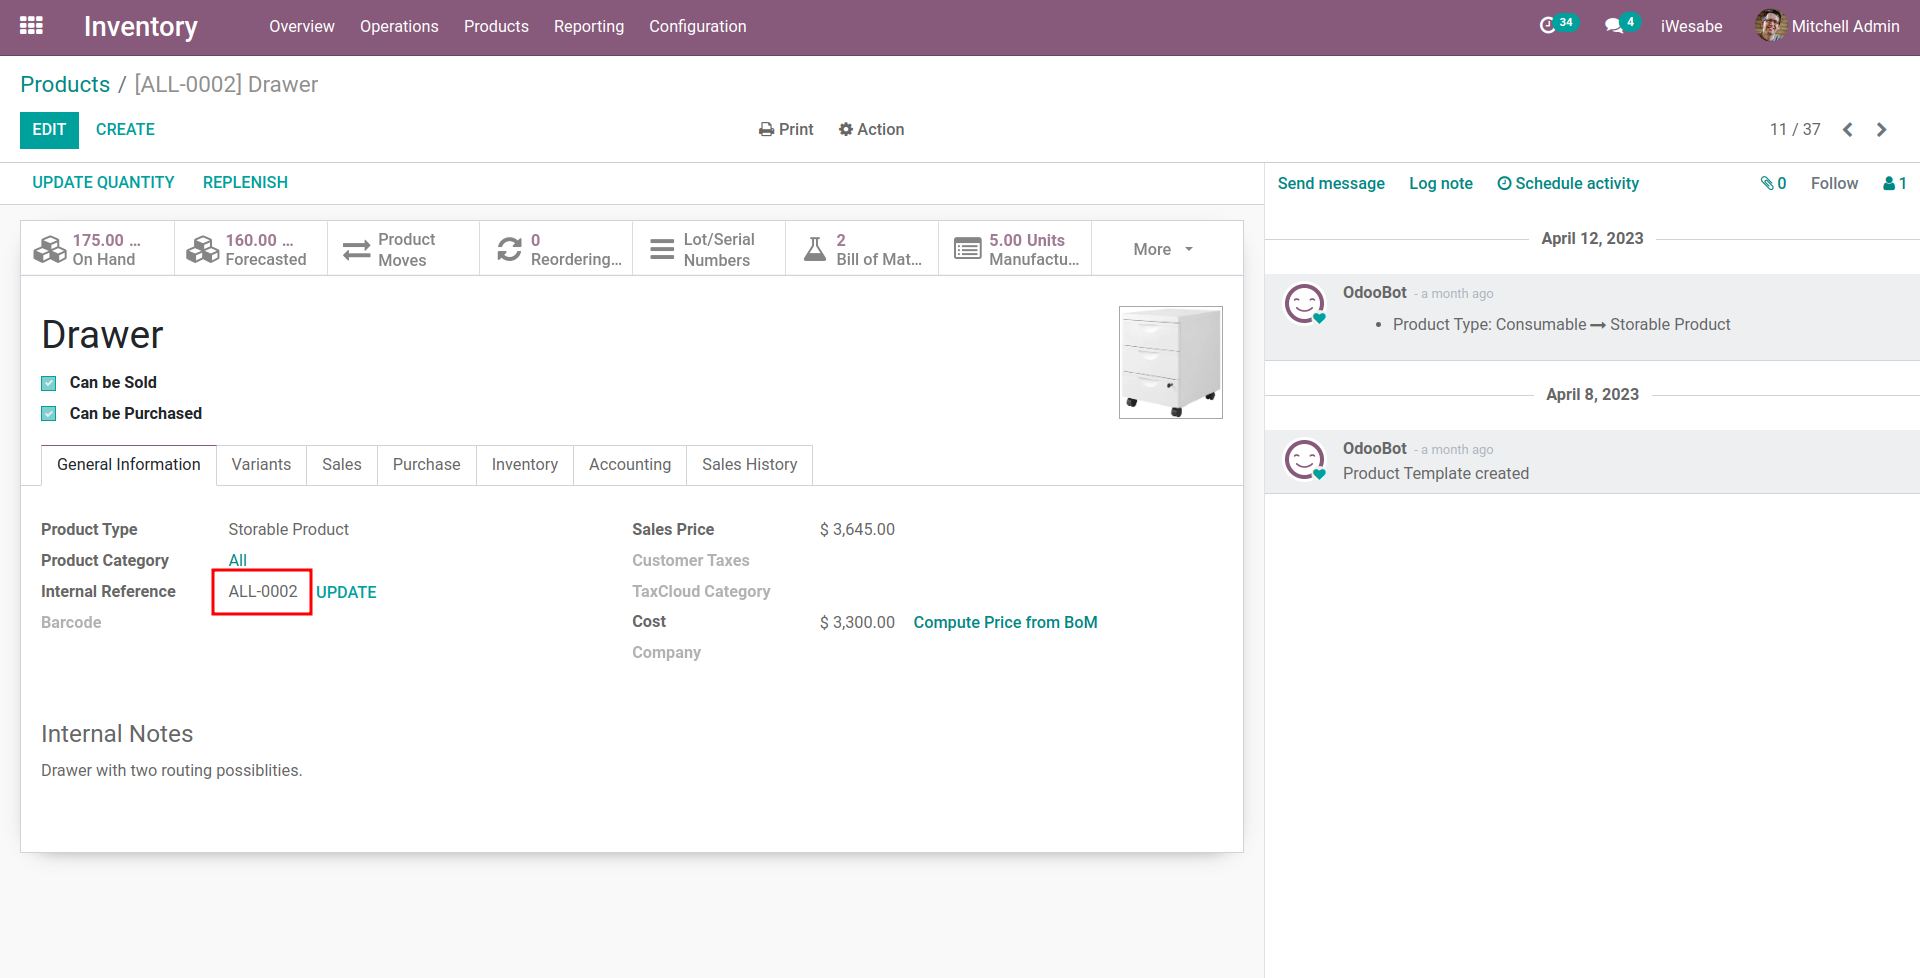 Inventory Overview Operations Products Reporting Configuration 34 4 iWesabe Mitchell Admin
Products / [ALL-0002] Drawer
EDIT CREATE Print Action 11 / 37
UPDATE QUANTITY REPLENISH
Send message Log note Schedule activity 0 Follow 1
175.00 ...
On Hand
160.00 ...
Forecasted
Product
Moves
0
Reordering...
Lot/Serial
Numbers
2
Bill of Mat...
5.00 Units
Manufactu...
More
Drawer
Can be Sold
Can be Purchased
General Information Variants Sales Purchase Inventory Accounting Sales History
Product Type Storable Product
Product Category All
Internal Reference ALL-0002 UPDATE
Barcode
Sales Price $ 3,645.00
Customer Taxes
TaxCloud Category
Cost $ 3,300.00 Compute Price from BoM
Company
Internal Notes
Drawer with two routing possiblities.
April 12, 2023
OdooBot - a month ago
• Product Type: Consumable → Storable Product
April 8, 2023
OdooBot - a month ago
Product Template created